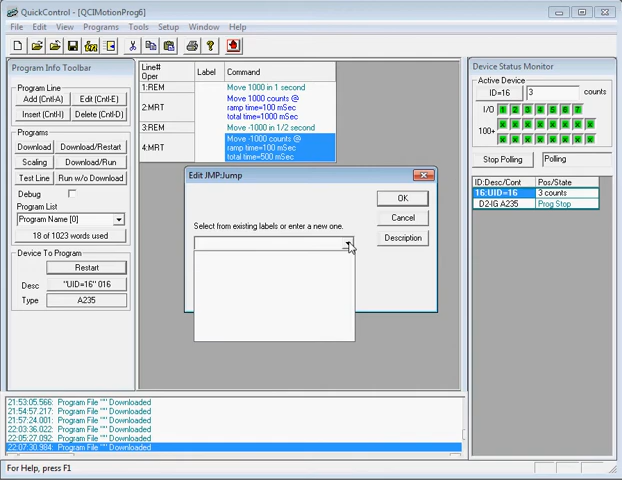 QuickControl - [QCIMotionProg6]
File Edit View Programs Tools Setup Window Help
Program Info Toolbar
Program Line
Add (Cntl-A) Edit (Cntl-E)
Insert (Cntl-H) Delete (Cntl-D)
Programs
Download Download/Restart
Scaling Download/Run
Test Line Run w/o Download
Debug
Program List
Program Name [0]
18 of 1023 words used
Device To Program
Restart
Desc "UID=16" 016
Type A235
Line# Oper Label Command
1:REM Move 1000 in 1 second
2:MRT Move 1000 counts @
ramp time=100 mSec
total time=1000 mSec
3:REM Move -1000 in 1/2 second
4:MRT Move -1000 counts @
ramp time=100 mSec
total time=500 mSec
Edit JMP:Jump
OK
Cancel
Select from existing labels or enter a new one.
Description
Device Status Monitor
Active Device
ID=16 3 counts
I/O 1 2 3 4 5 6 7
100+
Stop Polling Polling
ID:Desc/Cont Pos/State
16:UID=16 3 counts
D2-IG A235 Prog Stop
21:53:05.566: Program File "" Downloaded
21:54:57.217: Program File "" Downloaded
21:57:24.001: Program File "" Downloaded
22:03:36.022: Program File "" Downloaded
22:05:27.092: Program File "" Downloaded
22:07:30.984: Program File "" Downloaded
For Help, press F1